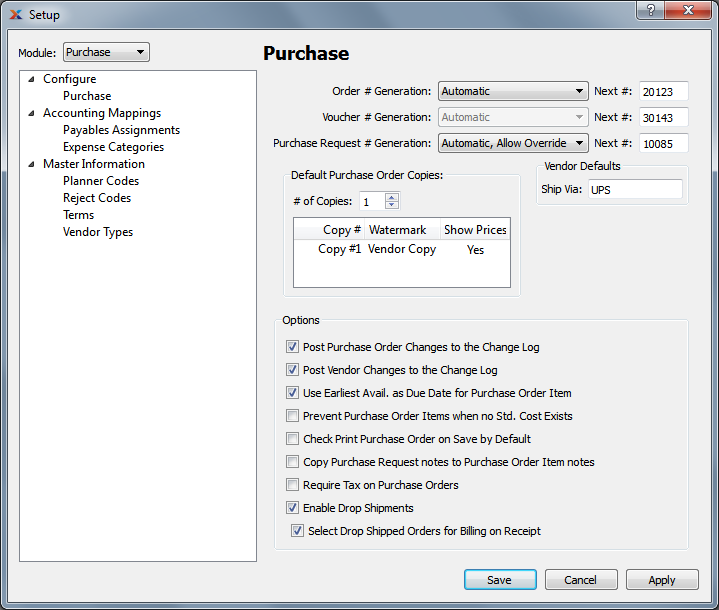 Setup
Module: Purchase
Configure
Purchase
Accounting Mappings
Payables Assignments
Expense Categories
Master Information
Planner Codes
Reject Codes
Terms
Vendor Types
Purchase
Order # Generation: Automatic Next #: 20123
Voucher # Generation: Automatic Next #: 30143
Purchase Request # Generation: Automatic, Allow Override Next #: 10085
Default Purchase Order Copies:
# of Copies: 1
Copy # Watermark Show Prices
Copy #1 Vendor Copy Yes
Vendor Defaults
Ship Via: UPS
Options
Post Purchase Order Changes to the Change Log
Post Vendor Changes to the Change Log
Use Earliest Avail. as Due Date for Purchase Order Item
Prevent Purchase Order Items when no Std. Cost Exists
Check Print Purchase Order on Save by Default
Copy Purchase Request notes to Purchase Order Item notes
Require Tax on Purchase Orders
Enable Drop Shipments
Select Drop Shipped Orders for Billing on Receipt
Save Cancel Apply